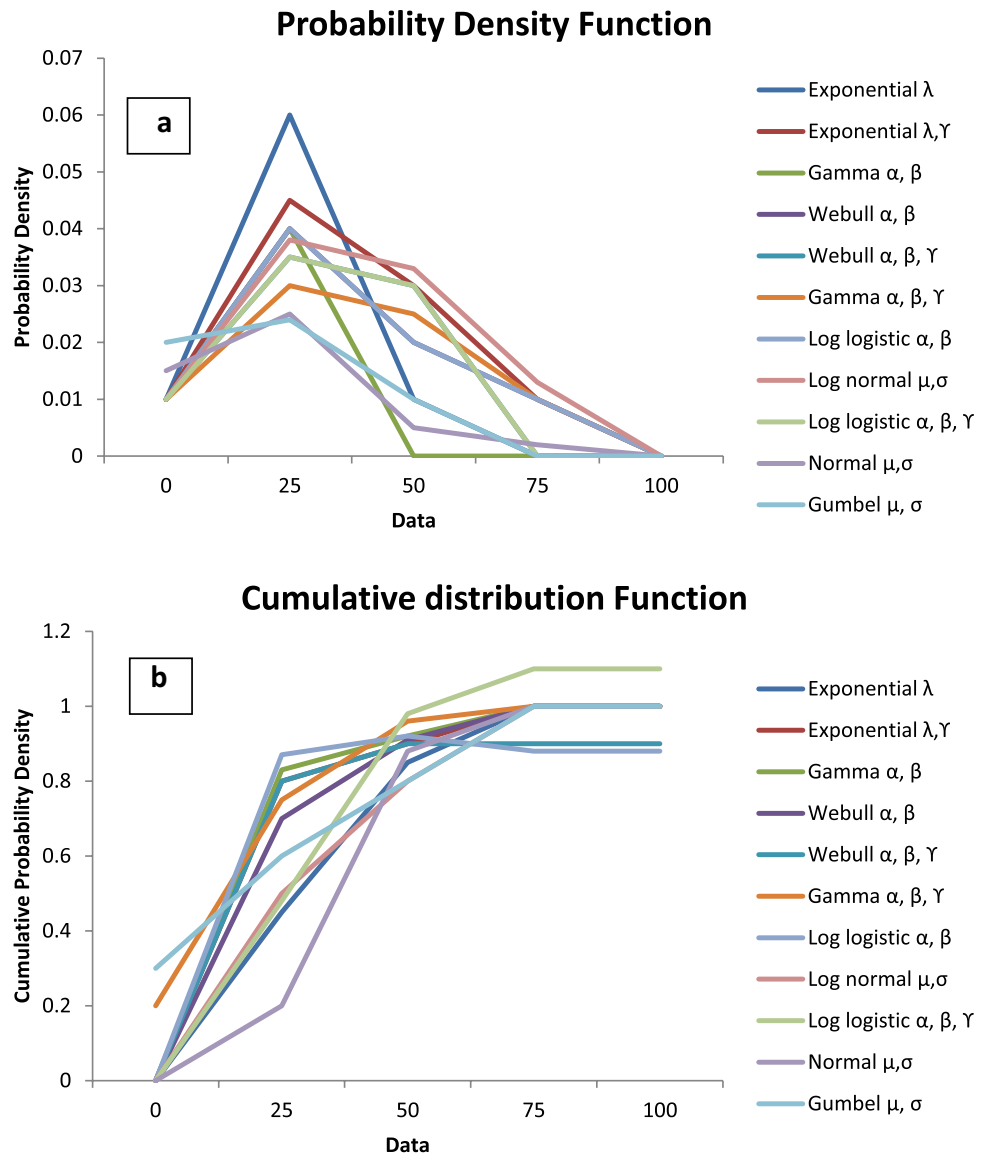 Probability Density Function
0.07
0.06
0.05
0.04
0.03
0.02
0.01
0
a
Probability Density
0
25
50
75
100
Data
Exponential λ
Exponential λ,ϒ
Gamma α, β
Webull α, β
Webull α, β, ϒ
Gamma α, β, ϒ
Log logistic α, β
Log normal μ,σ
Log logistic α, β, ϒ
Normal μ,σ
Gumbel μ, σ
Cumulative distribution Function
1.2
1
0.8
0.6
0.4
0.2
0
b
Cumulative Probability Density
0
25
50
75
100
Data
Exponential λ
Exponential λ,ϒ
Gamma α, β
Webull α, β
Webull α, β, ϒ
Gamma α, β, ϒ
Log logistic α, β
Log normal μ,σ
Log logistic α, β, ϒ
Normal μ,σ
Gumbel μ, σ